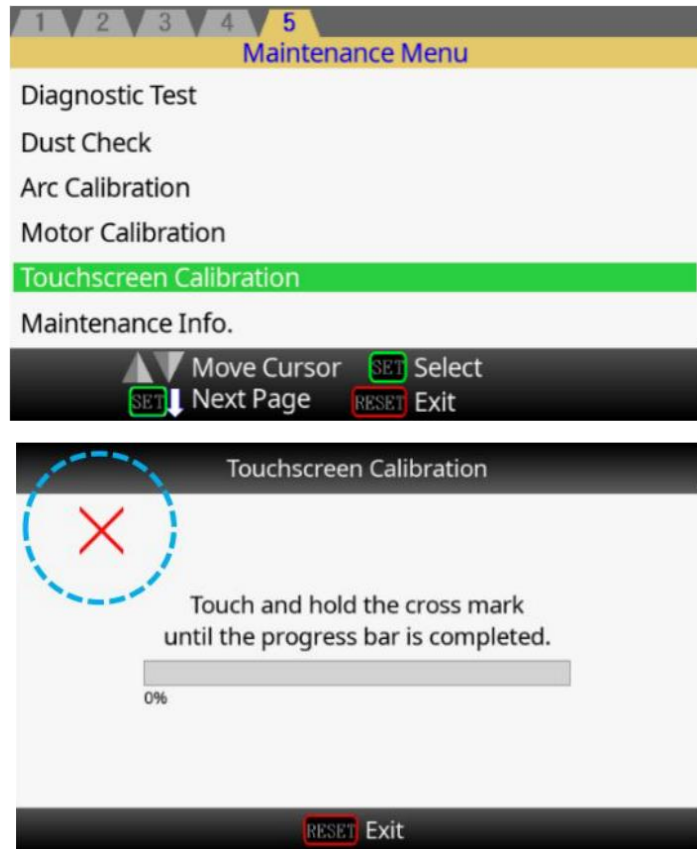 1 2 3 4 5
Maintenance Menu
Diagnostic Test
Dust Check
Arc Calibration
Motor Calibration
Touchscreen Calibration
Maintenance Info.
Move Cursor SET Select
SET Next Page RESET Exit
Touchscreen Calibration
Touch and hold the cross mark
until the progress bar is completed.
0%
RESET Exit